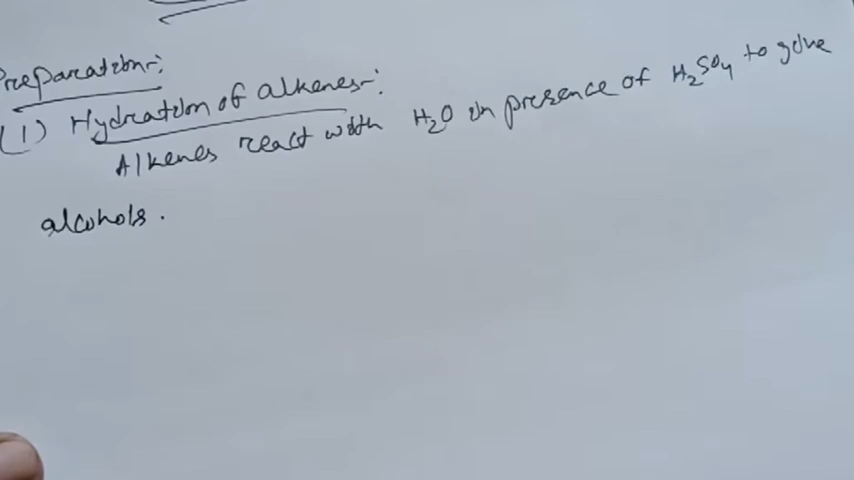 Preparation:-
(1) Hydration of alkenes-:
Alkenes react with H₂O in presence of H₂SO₄ to give
alcohols.